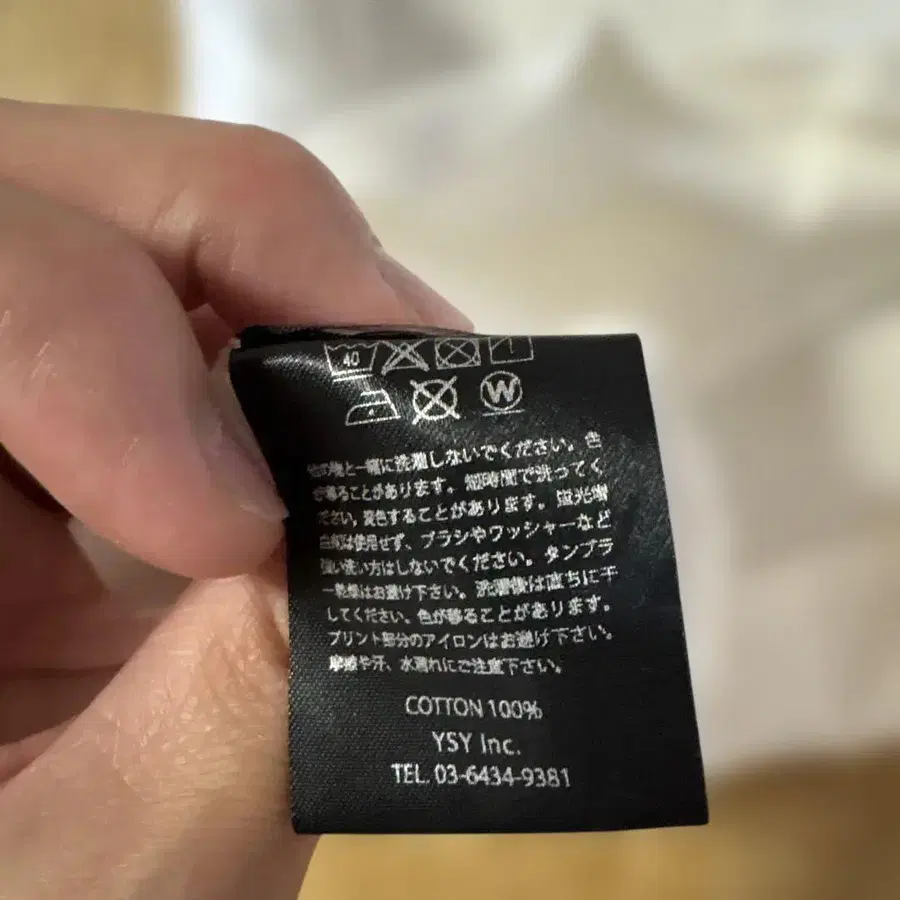 40
W
他の物と一緒に洗濯しないでください。色
が移ることがあります。短時間で洗ってく
ださい。変色することがあります。蛍光増
白剤は使用せず、ブラシやワッシャーなど
強い洗い方はしないでください。タンブラ
ー乾燥はお避け下さい。洗濯後は直ちに干
してください、色が移ることがあります。
プリント部分のアイロンはお避け下さい。
摩擦や汗、水濡れにご注意下さい。
COTTON 100%
YSY Inc.
TEL. 03-6434-9381